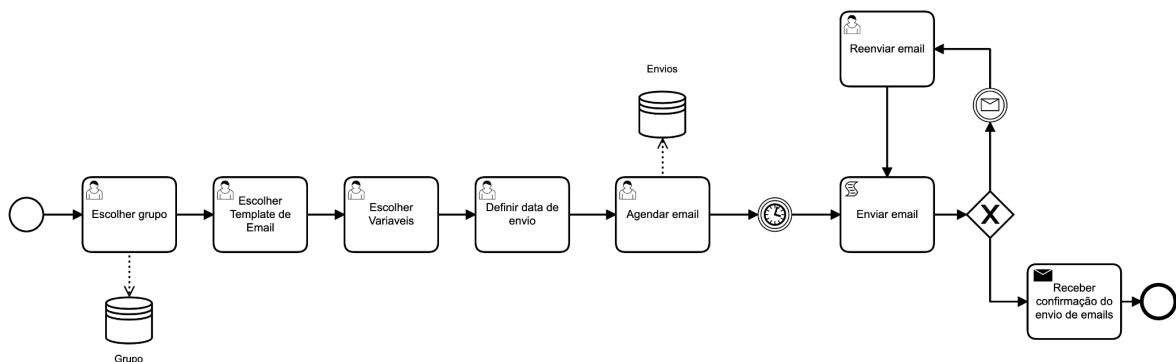 Reenviar email
Envios
Escolher grupo
Escolher
Template de
Email
Escolher
Variaveis
Definir data de
envio
Agendar email
Enviar email
X
Receber
confirmação do
envio de emails
Grupo